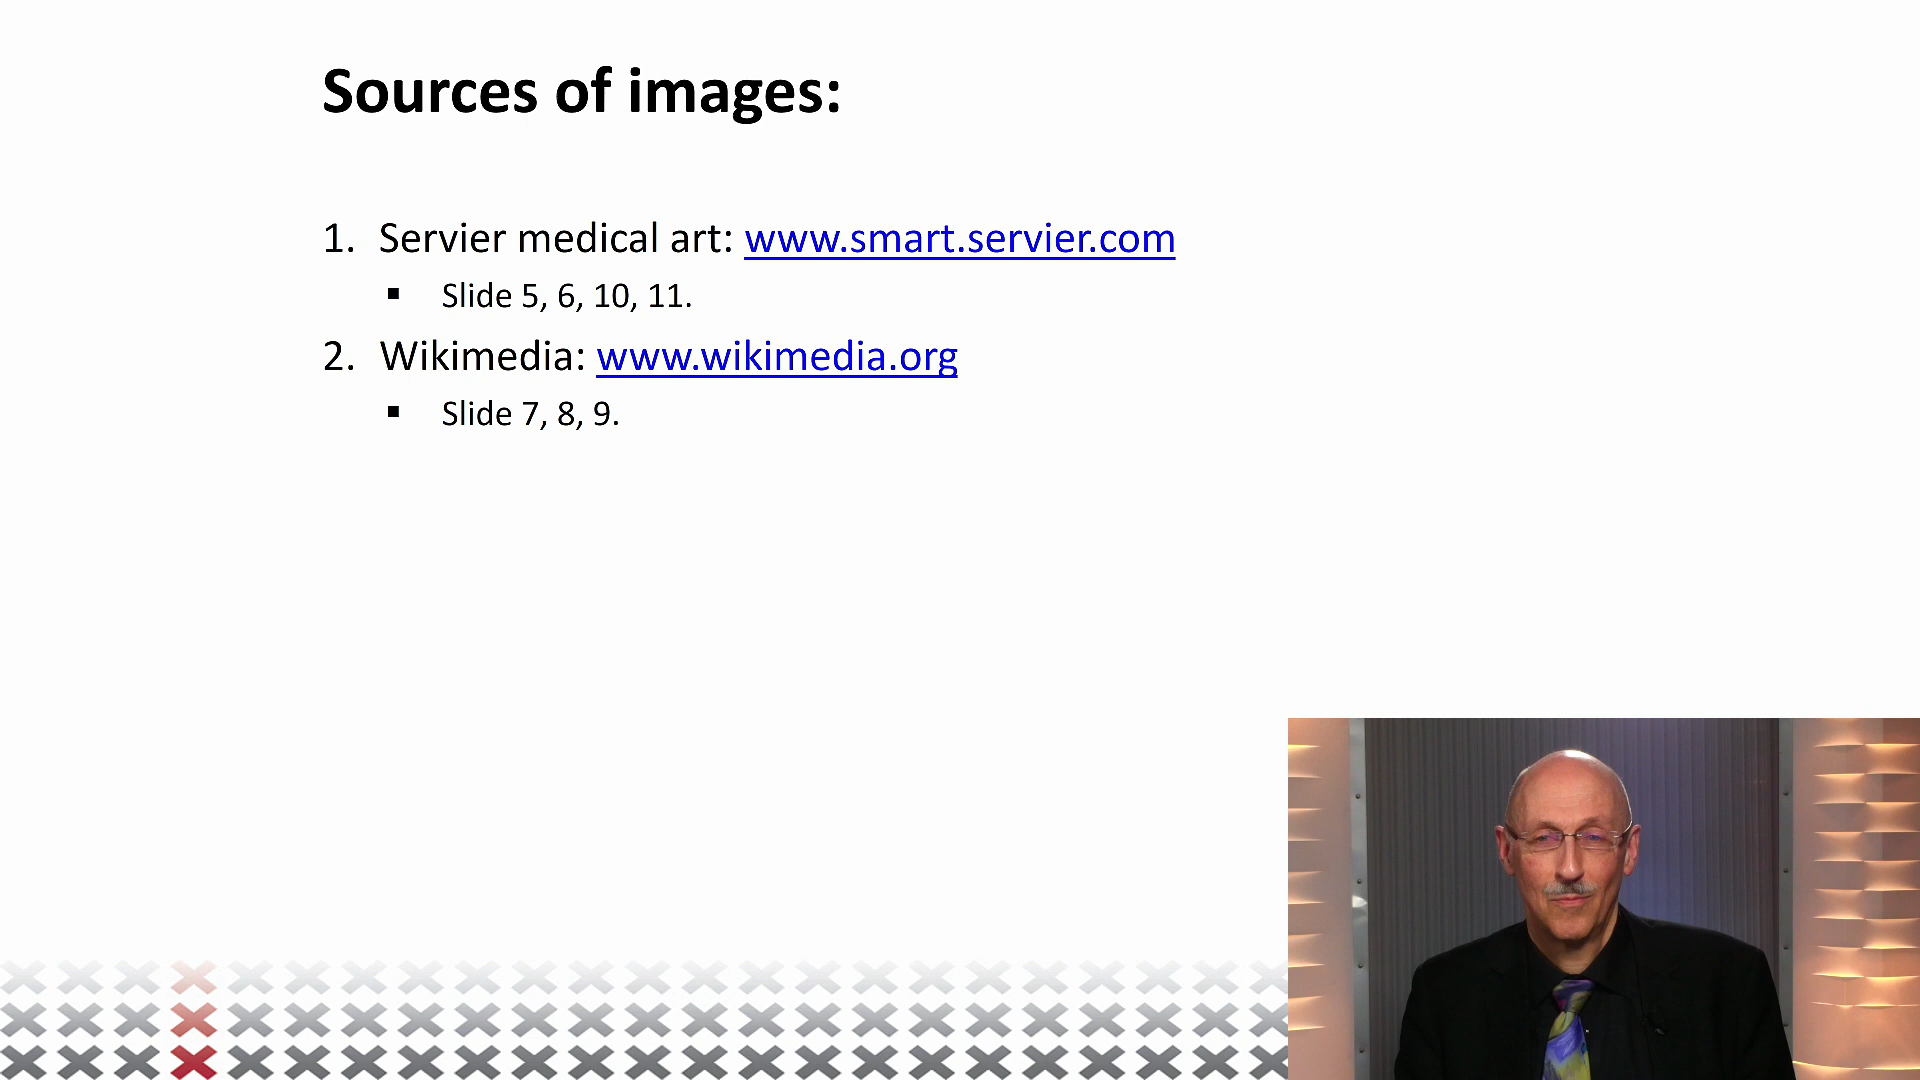 Sources of images:
1. Servier medical art: www.smart.servier.com
▪ Slide 5, 6, 10, 11.
2. Wikimedia: www.wikimedia.org
▪ Slide 7, 8, 9.